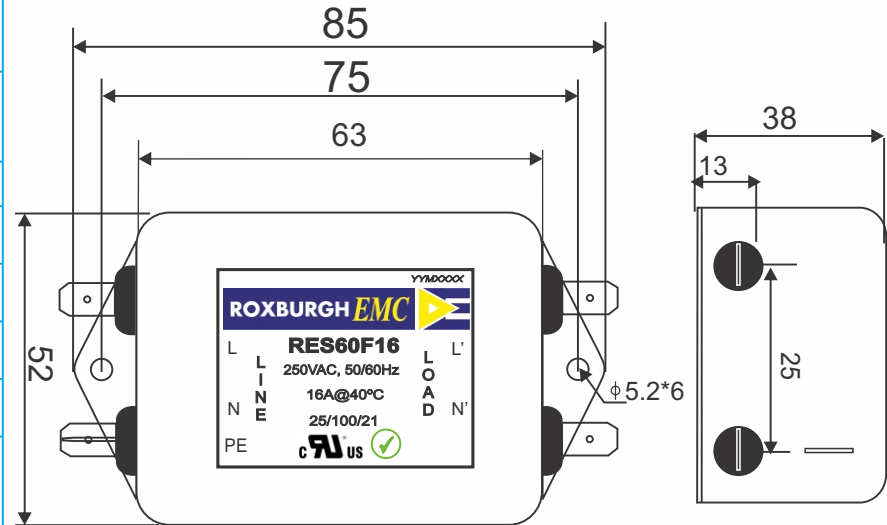 85
75
63
38
13
52
25
ϕ5.2*6
YYMXXXX
ROXBURGH EMC
RES60F16
250VAC, 50/60Hz
16A@40ºC
25/100/21
L
N
PE
LINE
LOAD
L'
N'
c RU US